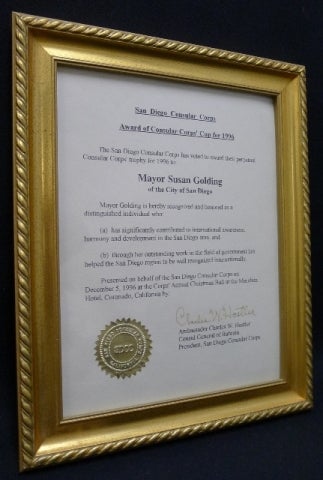 San Diego Consular Corps
Award of Consular Corps' Cup for 1996
The San Diego Consular Corps has voted to award their perpetual
Consular Corps' trophy for 1996 to:
Mayor Susan Golding
of the City of San Diego
Mayor Golding is hereby recognized and honored as a
distinguished individual who:
(a) has significantly contributed to international awareness,
harmony and development in the San Diego area, and
(b) through her outstanding work in the field of government has
helped the San Diego region to be well recognized internationally.
Presented on behalf of the San Diego Consular Corps on
December 5, 1996 at the Corps' Annual Christmas Ball at the
Hotel, Coronado, California by:
Ambassador Charles W. Hostler
Consul General of Bahrain
President, San Diego Consular Corps